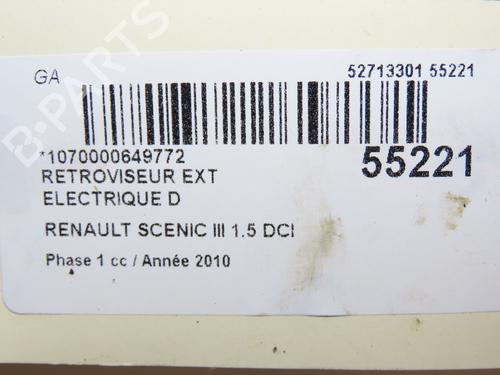 GA
52713301 55221
*1070000649772
55221
RETROVISEUR EXT
ELECTRIQUE D
RENAULT SCENIC III 1.5 DCI
Phase 1 cc / Année 2010
B-PARTS